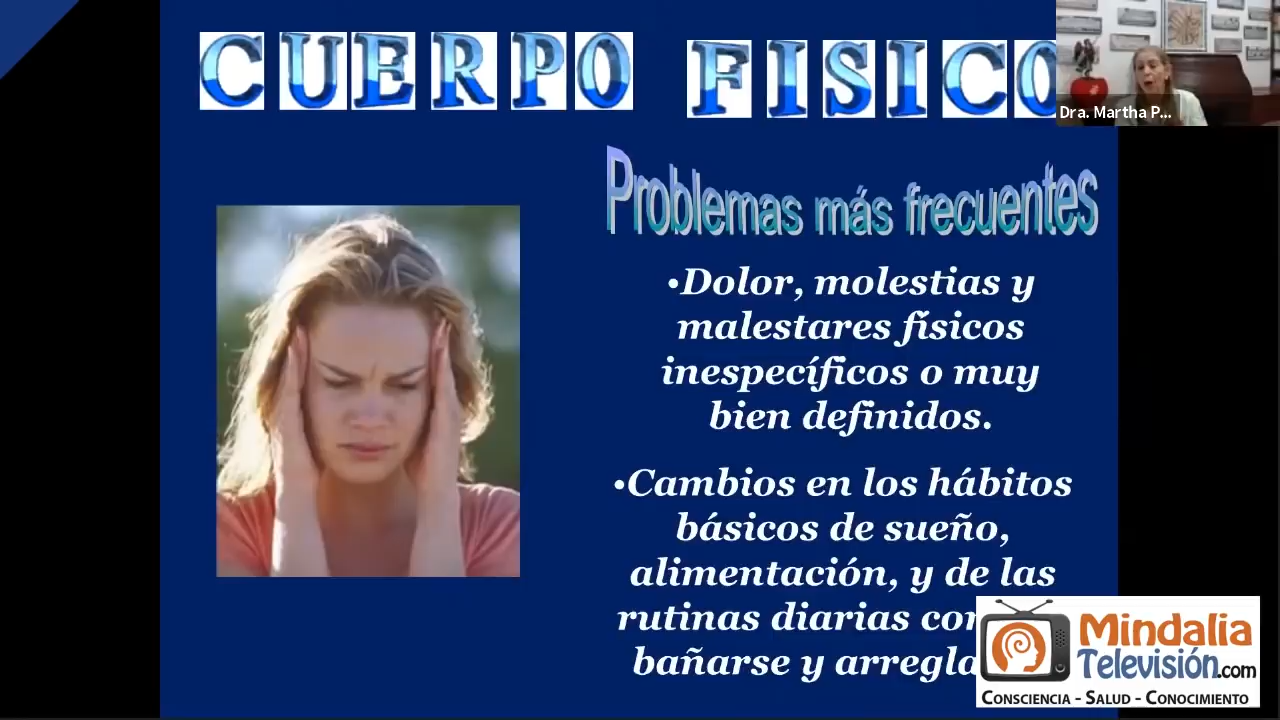 CUERPO FISICO
Dra. Martha P...
Problemas más frecuentes
•Dolor, molestias y
malestares físicos
inespecíficos o muy
bien definidos.
•Cambios en los hábitos
básicos de sueño,
alimentación, y de las
rutinas diarias
bañarse y
Mindalia
Televisión.com
CONSCIENCIA - SALUD - CONOCIMIENTO